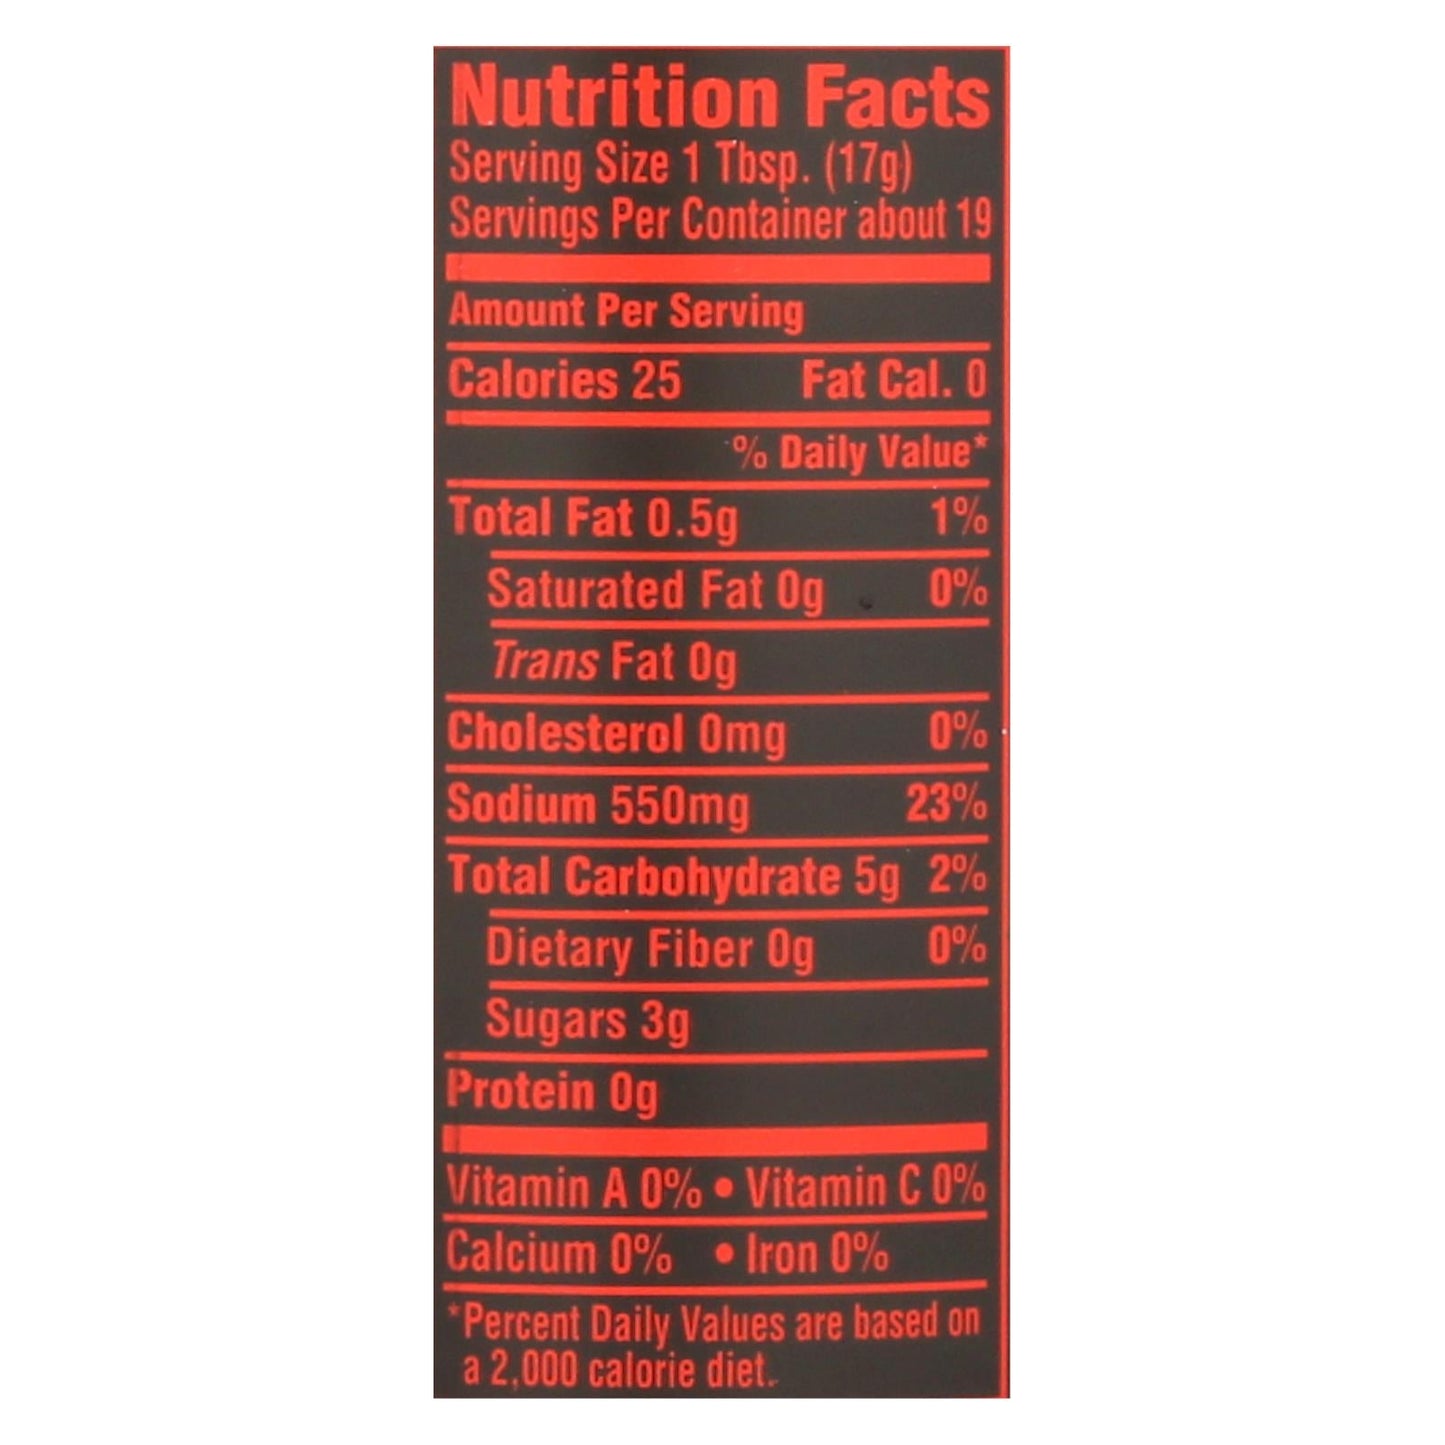 Nutrition Facts
Serving Size 1 Tbsp. (17g)
Servings Per Container about 19
Amount Per Serving
Calories 25 Fat Cal. 0
% Daily Value*
Total Fat 0.5g 1%
Saturated Fat 0g 0%
Trans Fat 0g
Cholesterol 0mg 0%
Sodium 550mg 23%
Total Carbohydrate 5g 2%
Dietary Fiber 0g 0%
Sugars 3g
Protein 0g
Vitamin A 0% • Vitamin C 0%
Calcium 0% • Iron 0%
*Percent Daily Values are based on
a 2,000 calorie diet.